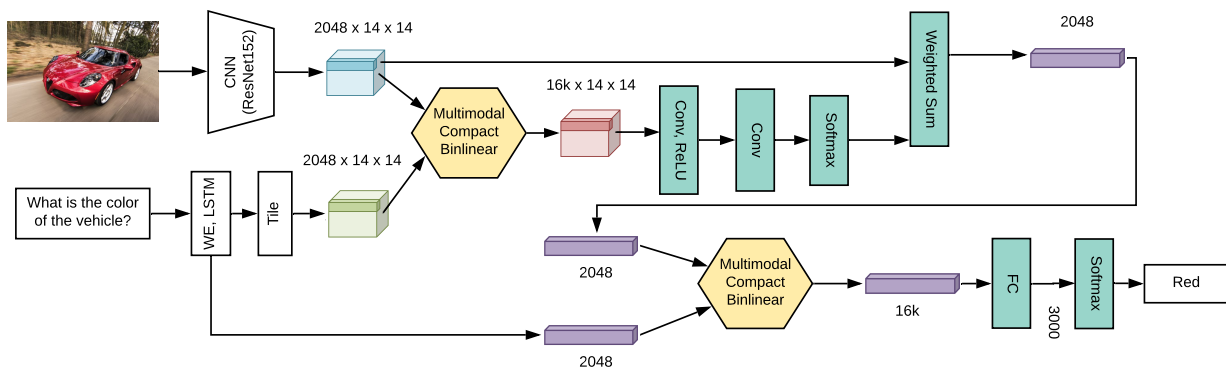 2048 x 14 x 14
CNN
(ResNet152)
Weighted Sum
2048
Multimodal
Compact
Binlinear
16k x 14 x 14
Conv, ReLU
Conv
Softmax
2048 x 14 x 14
What is the color
of the vehicle?
WE, LSTM
Tile
2048
Multimodal
Compact
Binlinear
16k
FC
3000
Softmax
Red
2048